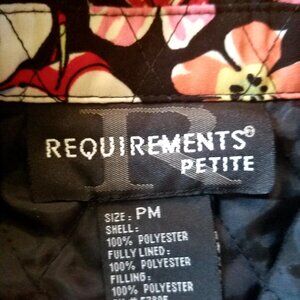 REQUIREMENTS®
PETITE
SIZE: PM
SHELL:
100% POLYESTER
FULLY LINED:
100% POLYESTER
FILLING:
100% POLYESTER